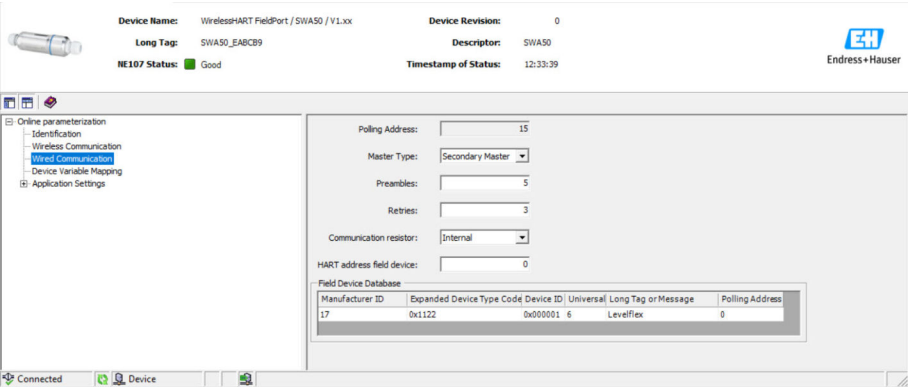 Device Name: WirelessHART FieldPort / SWA50 / V1.xx Device Revision: 0
Long Tag: SWA50_EABCB9 Descriptor: SWA50
NE107 Status: Good Timestamp of Status: 12:33:39
EH
Endress+Hauser
Online parameterization
Identification
Wireless Communication
Wired Communication
Device Variable Mapping
Application Settings
Polling Address: 15
Master Type: Secondary Master
Preambles: 5
Retries: 3
Communication resistor: Internal
HART address field device: 0
Field Device Database
Manufacturer ID Expanded Device Type Code Device ID Universal Long Tag or Message Polling Address
17 0x1122 0x000001 6 Levelflex 0
Connected Device